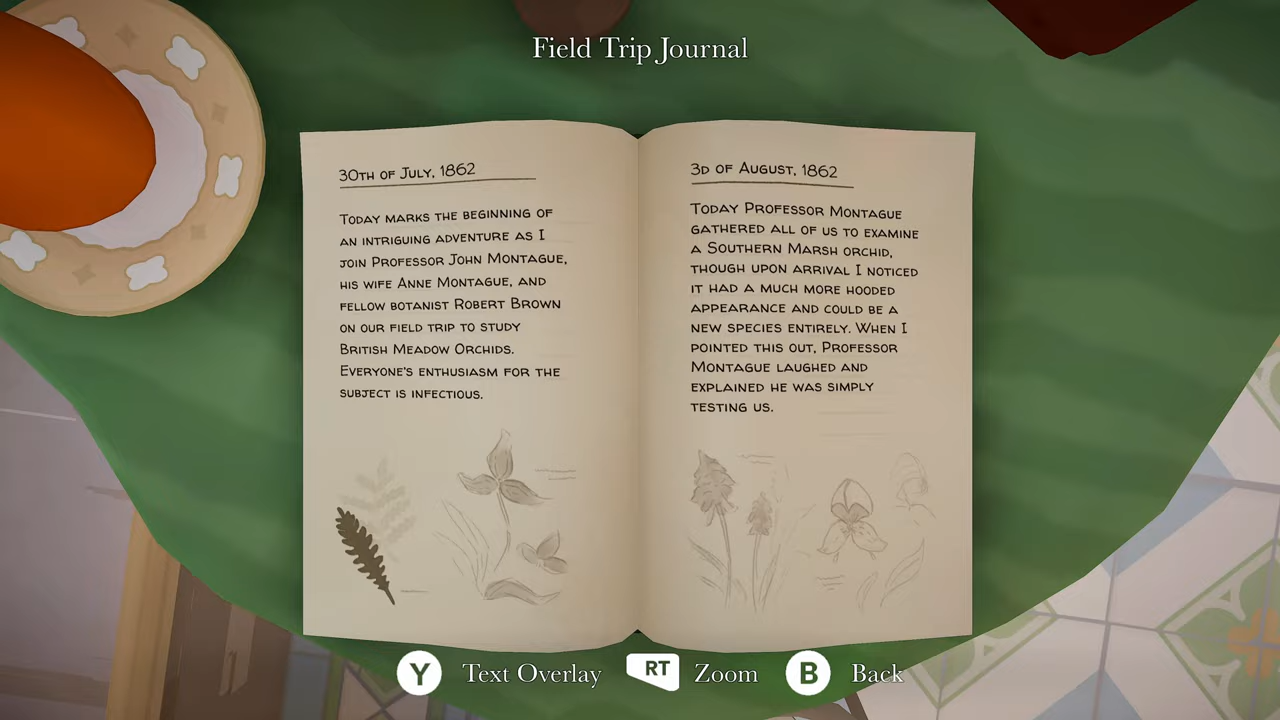 Field Trip Journal
30th of July, 1862
Today marks the beginning of
an intriguing adventure as I
join Professor John Montague,
his wife Anne Montague, and
fellow botanist Robert Brown
on our field trip to study
British Meadow Orchids.
Everyone's enthusiasm for the
subject is infectious.
3d of August, 1862
Today Professor Montague
gathered all of us to examine
a Southern Marsh orchid,
though upon arrival I noticed
it had a much more hooded
appearance and could be a
new species entirely. When I
pointed this out, Professor
Montague laughed and
explained he was simply
testing us.
Y Text Overlay RT Zoom B Back